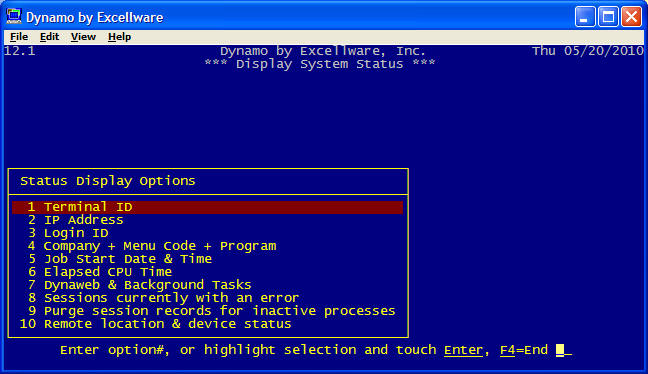 Dynamo by Excellware
File Edit View Help
12.1 Dynamo by Excellware, Inc. Thu 05/20/2010
*** Display System Status ***
Status Display Options
1 Terminal ID
2 IP Address
3 Login ID
4 Company + Menu Code + Program
5 Job Start Date & Time
6 Elapsed CPU Time
7 Dynaweb & Background Tasks
8 Sessions currently with an error
9 Purge session records for inactive processes
10 Remote location & device status
Enter option#, or highlight selection and touch Enter, F4=End